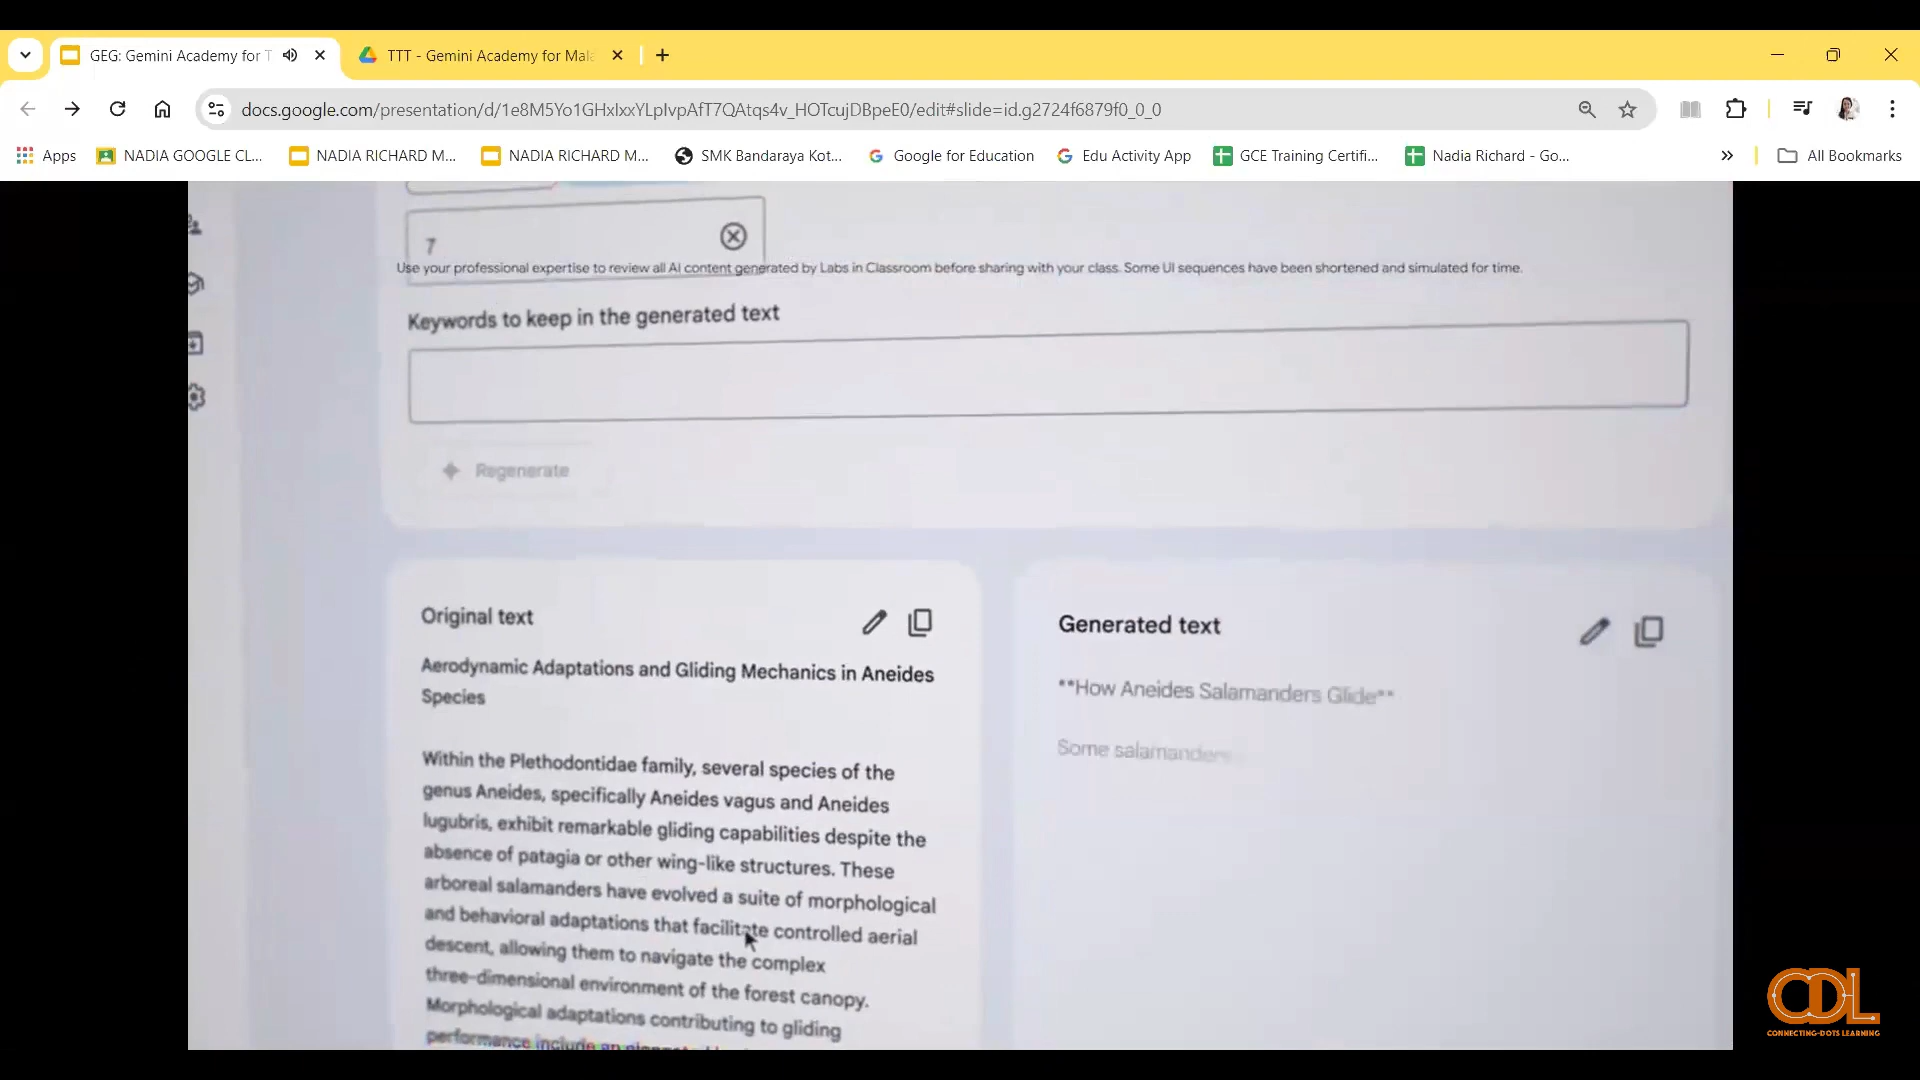 GEG: Gemini Academy for T
TTT - Gemini Academy for Mala
docs.google.com/presentation/d/1e8M5Yo1GHxIxxYLpIvpAfT7QAtqs4v_HOTcujDBpeE0/edit#slide=id.g2724f6879f0_0_0
Apps
NADIA GOOGLE CL...
NADIA RICHARD M...
NADIA RICHARD M...
SMK Bandaraya Kot...
Google for Education
Edu Activity App
GCE Training Certifi...
Nadia Richard - Go...
All Bookmarks
7
Use your professional expertise to review all AI content generated by Labs in Classroom before sharing with your class. Some UI sequences have been shortened and simulated for time.
Keywords to keep in the generated text
Regenerate
Original text
Aerodynamic Adaptations and Gliding Mechanics in Aneides
Species
Within the Plethodontidae family, several species of the
genus Aneides, specifically Aneides vagus and Aneides
lugubris, exhibit remarkable gliding capabilities despite the
absence of patagia or other wing-like structures. These
arboreal salamanders have evolved a suite of morphological
and behavioral adaptations that facilitate controlled aerial
descent, allowing them to navigate the complex
three-dimensional environment of the forest canopy.
Morphological adaptations contributing to gliding
performance include an
Generated text
**How Aneides Salamanders Glide**
Some salamanders
CDL
CONNECTING-DOTS LEARNING